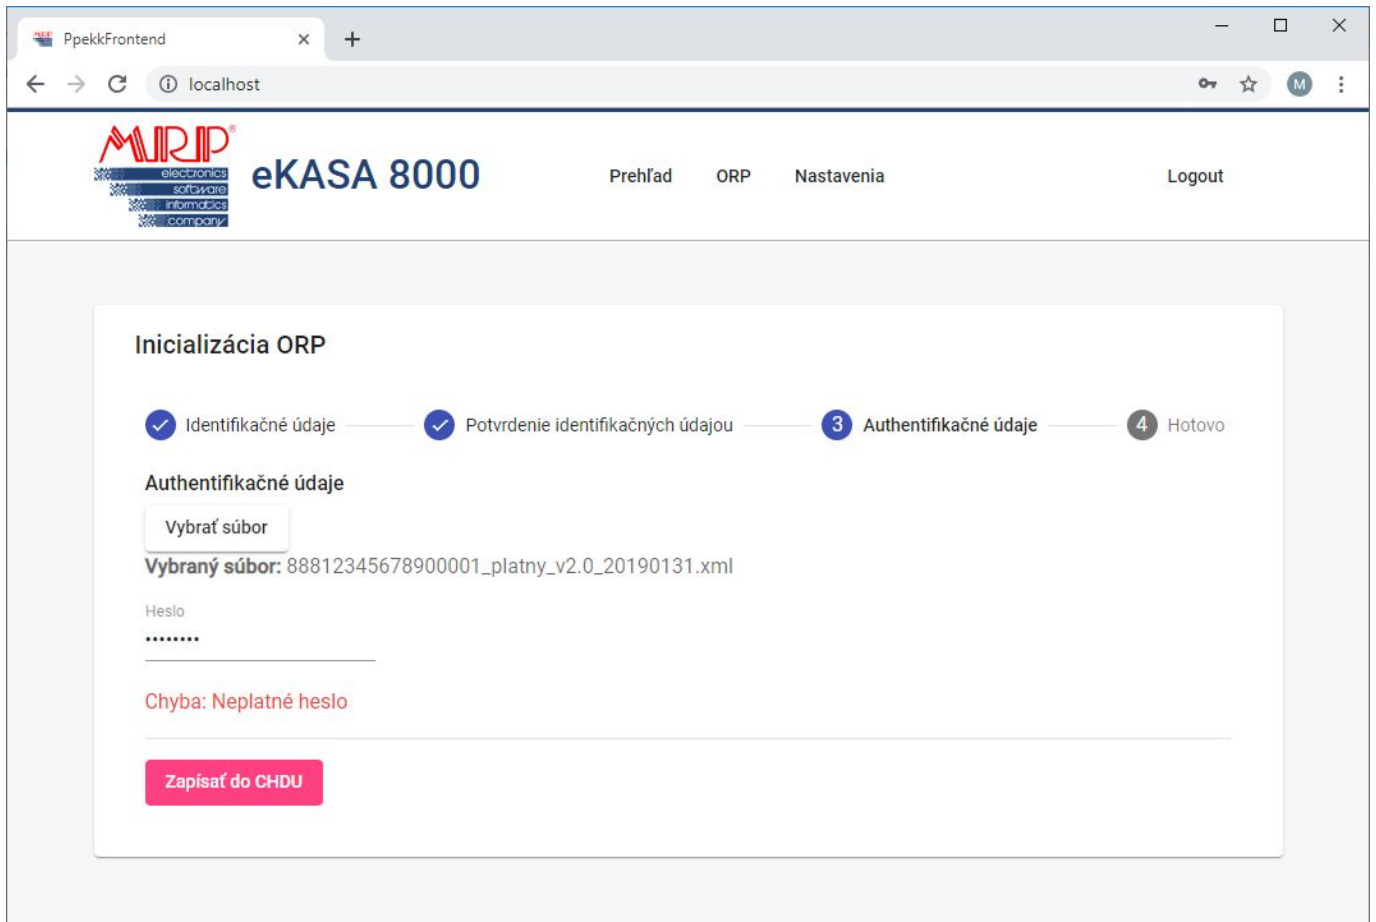 PpekkFrontend
localhost
M
MRP®
electronics
software
informatics
company
eKASA 8000
Prehľad ORP Nastavenia Logout
Inicializácia ORP
Identifikačné údaje Potvrdenie identifikačných údajou 3 Authentifikačné údaje 4 Hotovo
Authentifikačné údaje
Vybrať súbor
Vybraný súbor: 88812345678900001_platny_v2.0_20190131.xml
Heslo
••••••••
Chyba: Neplatné heslo
Zapísať do CHDU